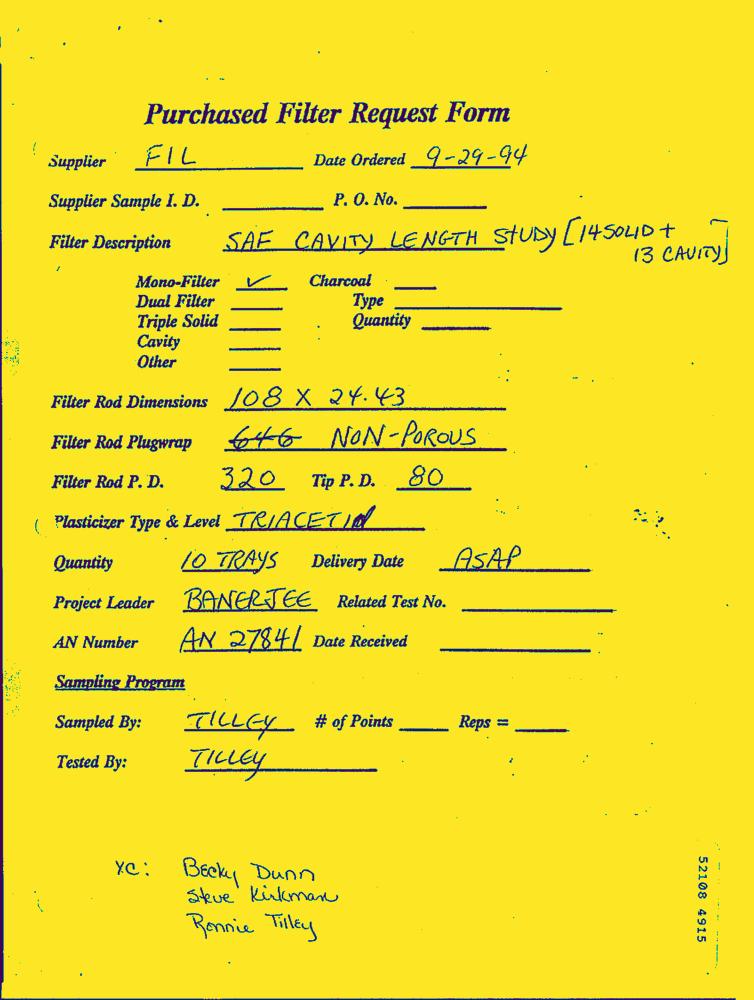 Purchased Filter Request Form
Supplier FIL Date Ordered 9-29-94
Supplier Sample I. D. P. O. No.
Filter Description SAE CAVITY LENGTH STUDY [14 SOLID +
13 CAVITY]
Mono-Filter ✓ Charcoal
Dual Filter Type
Triple Solid Quantity
Cavity
Other
Filter Rod Dimensions 108 X 24.43
Filter Rod Plugwrap 646 NON-POROUS
Filter Rod P. D. 320 Tip P. D. 80
Plasticizer Type & Level TRIACETIN
Quantity 10 TRAYS Delivery Date ASAP
Project Leader BANERJEE Related Test No.
AN Number AN 27841 Date Received
Sampling Program
Sampled By: TILLEY # of Points Reps =
Tested By: TILLEY
xc: Becky Dunn
Steve Kirkman
Ronnie Tilley
52108 4915